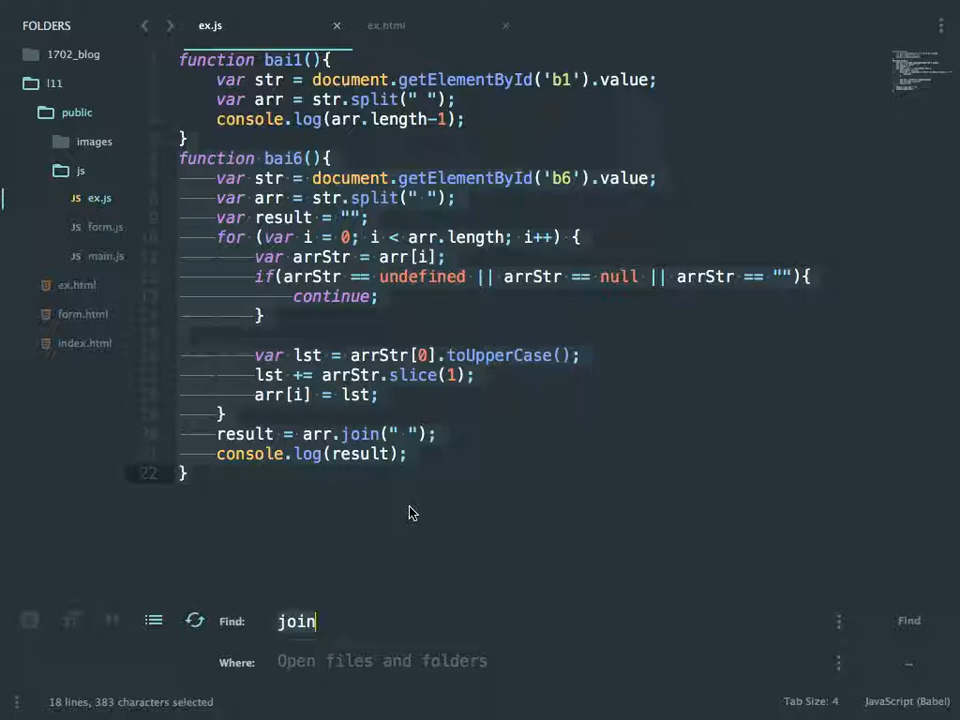 FOLDERS
ex.js
ex.html
1702_blog
l11
public
images
js
ex.js
form.js
main.js
ex.html
form.html
index.html
function bai1(){
var str = document.getElementById('b1').value;
var arr = str.split(" ");
console.log(arr.length-1);
}
function bai6(){
var str = document.getElementById('b6').value;
var arr = str.split(" ");
var result = "";
for (var i = 0; i < arr.length; i++) {
var arrStr = arr[i];
if(arrStr == undefined || arrStr == null || arrStr == ""){
continue;
}
var lst = arrStr[0].toUpperCase();
lst += arrStr.slice(1);
arr[i] = lst;
}
result = arr.join(" ");
console.log(result);
22 }
Find: join Find
Where: Open files and folders
18 lines, 383 characters selected Tab Size: 4 JavaScript (Babel)